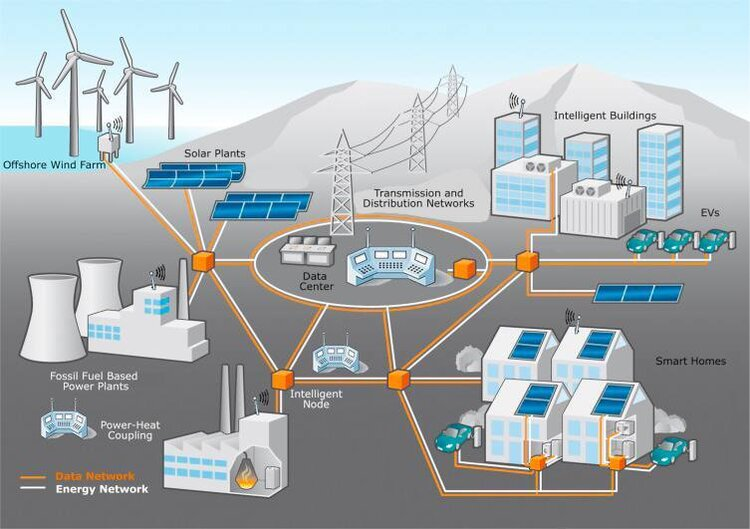 Intelligent Buildings
Solar Plants
Offshore Wind Farm
Transmission and
Distribution Networks
EVs
Data
Center
Smart Homes
Fossil Fuel Based
Power Plants
Intelligent
Node
Power-Heat
Coupling
Data Network
Energy Network